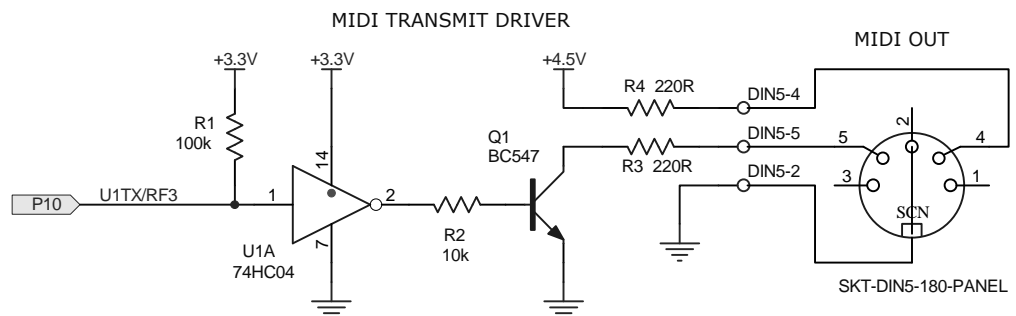 MIDI TRANSMIT DRIVER
MIDI OUT
+3.3V
+3.3V
+4.5V
R4 220R
DIN5-4
R1
100k
Q1
BC547
DIN5-5
2
5
4
14
R3 220R
DIN5-2
3
1
P10
U1TX/RF3
1
2
SCN
R2
10k
7
U1A
74HC04
SKT-DIN5-180-PANEL